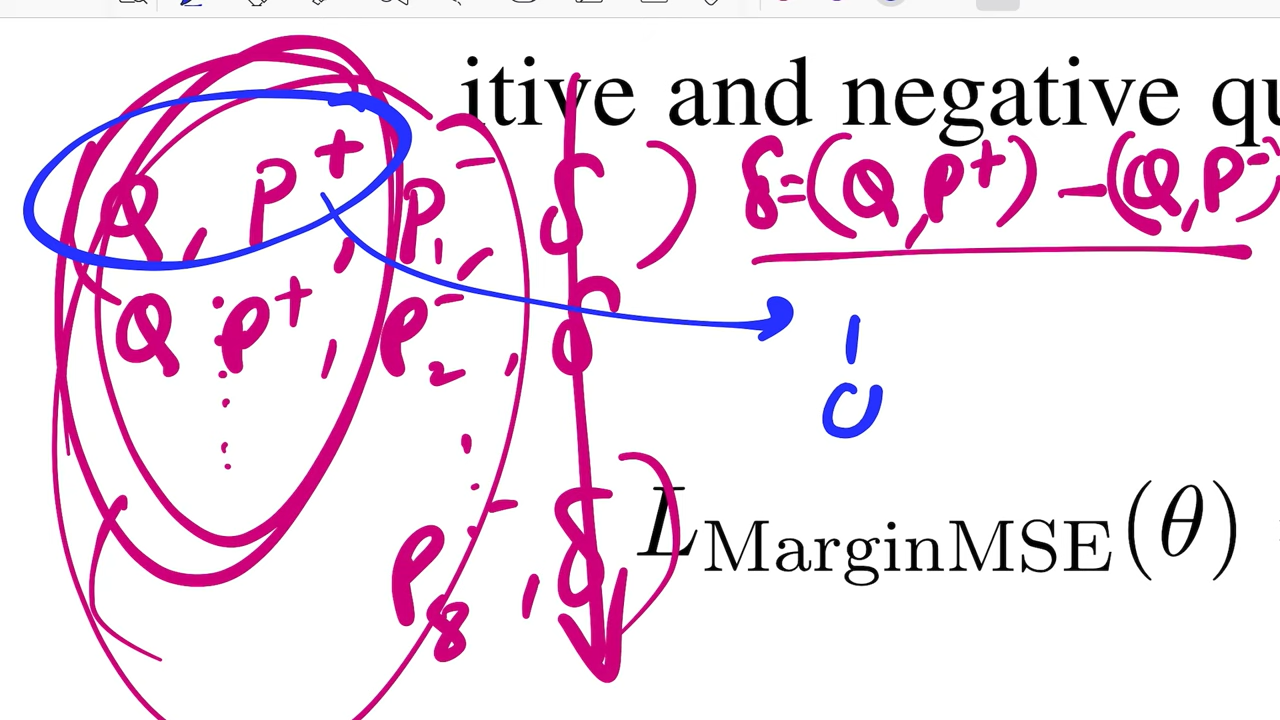 itive and negative qu
Q, P⁺, P₁⁻, δ) δ=(Q,P⁺)-(Q,P⁻)
Q P⁺, P₂⁻, δ
1
0
P₈⁻, δ)
L_MarginMSE(θ)